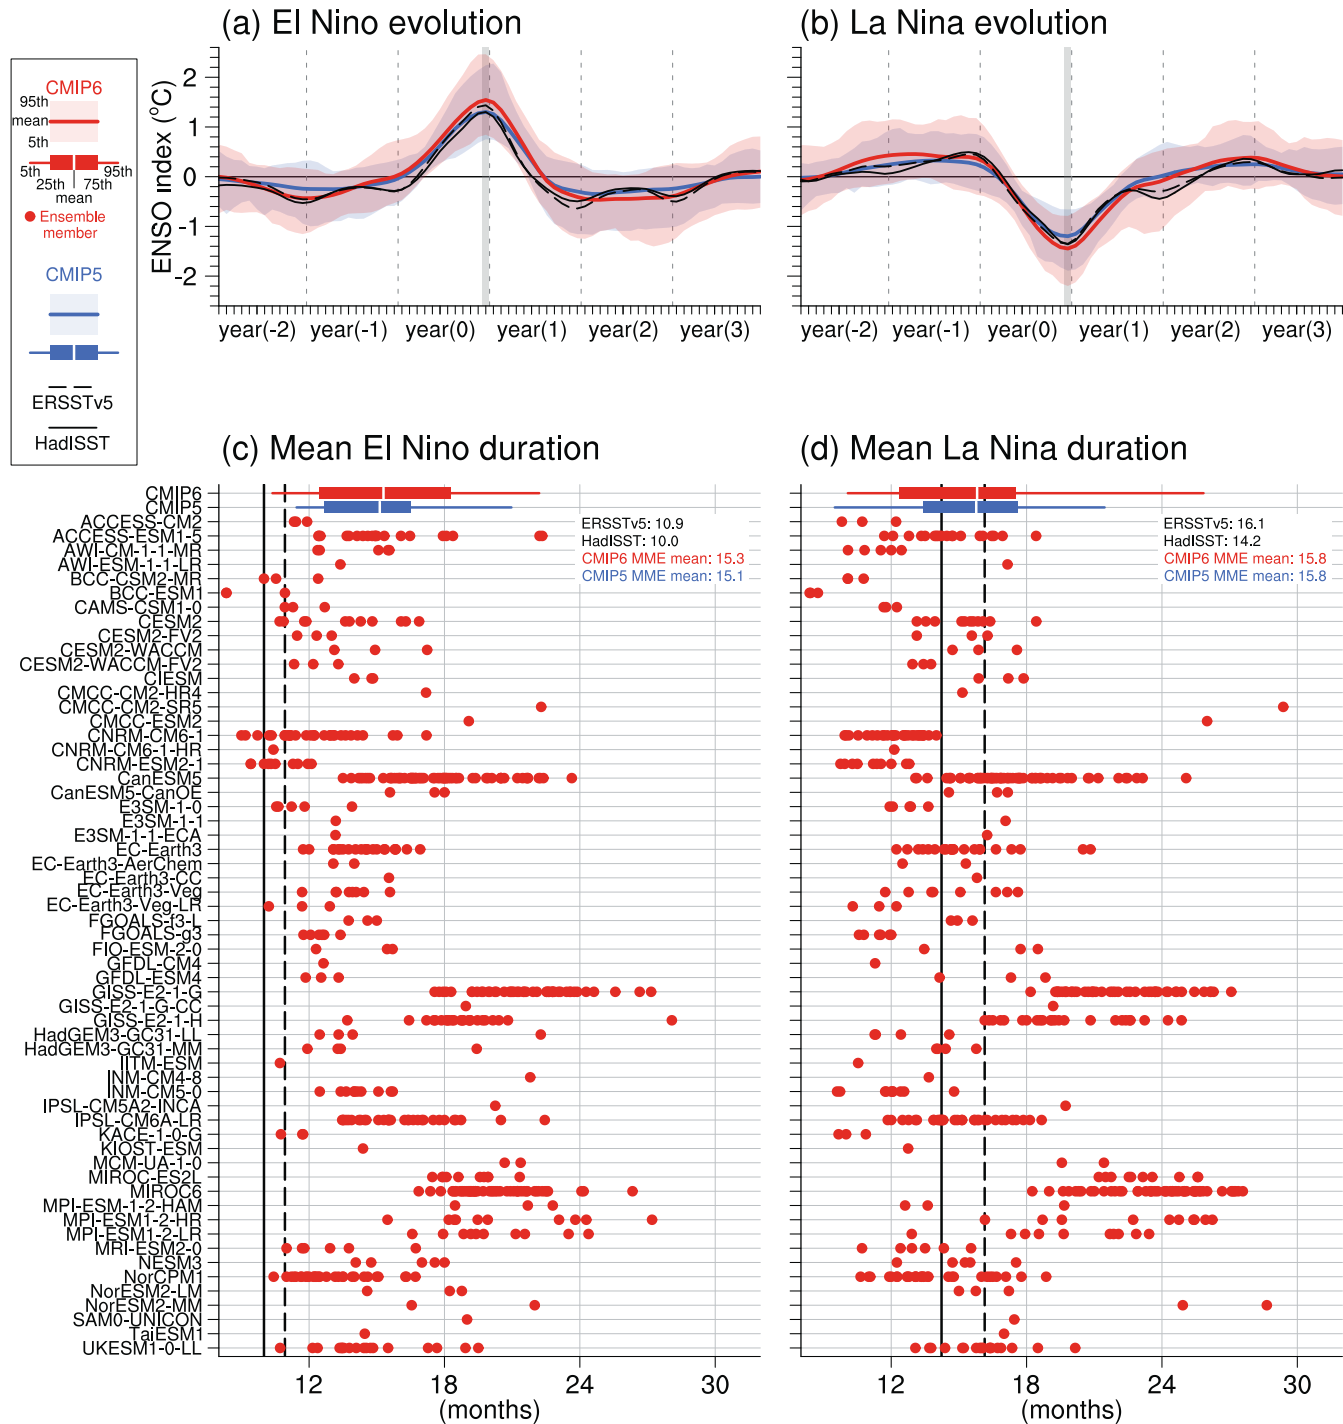 (a) El Nino evolution
(b) La Nina evolution
CMIP6
95th
mean
5th
5th
95th
25th
75th
mean
Ensemble
member
CMIP5
ERSSTv5
HadISST
ENSO index (°C)
2
1
0
-1
-2
year(-2)
year(-1)
year(0)
year(1)
year(2)
year(3)
2
1
0
-1
-2
year(-2)
year(-1)
year(0)
year(1)
year(2)
year(3)
(c) Mean El Nino duration
(d) Mean La Nina duration
ERSSTv5: 10.9
HadISST: 10.0
CMIP6 MME mean: 15.3
CMIP5 MME mean: 15.1
ERSSTv5: 16.1
HadISST: 14.2
CMIP6 MME mean: 15.8
CMIP5 MME mean: 15.8
CMIP6
CMIP5
ACCESS-CM2
ACCESS-ESM1-5
AWI-CM-1-1-MR
AWI-ESM-1-1-LR
BCC-CSM2-MR
BCC-ESM1
CAMS-CSM1-0
CESM2
CESM2-FV2
CESM2-WACCM
CESM2-WACCM-FV2
CIESM
CMCC-CM2-HR4
CMCC-CM2-SR5
CMCC-ESM2
CNRM-CM6-1
CNRM-CM6-1-HR
CNRM-ESM2-1
CanESM5
CanESM5-CanOE
E3SM-1-0
E3SM-1-1
E3SM-1-1-ECA
EC-Earth3
EC-Earth3-AerChem
EC-Earth3-CC
EC-Earth3-Veg
EC-Earth3-Veg-LR
FGOALS-f3-L
FGOALS-g3
FIO-ESM-2-0
GFDL-CM4
GFDL-ESM4
GISS-E2-1-G
GISS-E2-1-G-CC
GISS-E2-1-H
HadGEM3-GC31-LL
HadGEM3-GC31-MM
IITM-ESM
INM-CM4-8
INM-CM5-0
IPSL-CM5A2-INCA
IPSL-CM6A-LR
KACE-1-0-G
KIOST-ESM
MCM-UA-1-0
MIROC-ES2L
MIROC6
MPI-ESM-1-2-HAM
MPI-ESM1-2-HR
MPI-ESM1-2-LR
MRI-ESM2-0
NESM3
NorCPM1
NorESM2-LM
NorESM2-MM
SAM0-UNICON
TaiESM1
UKESM1-0-LL
12
24
30
(months)
12
18
24
30
(months)